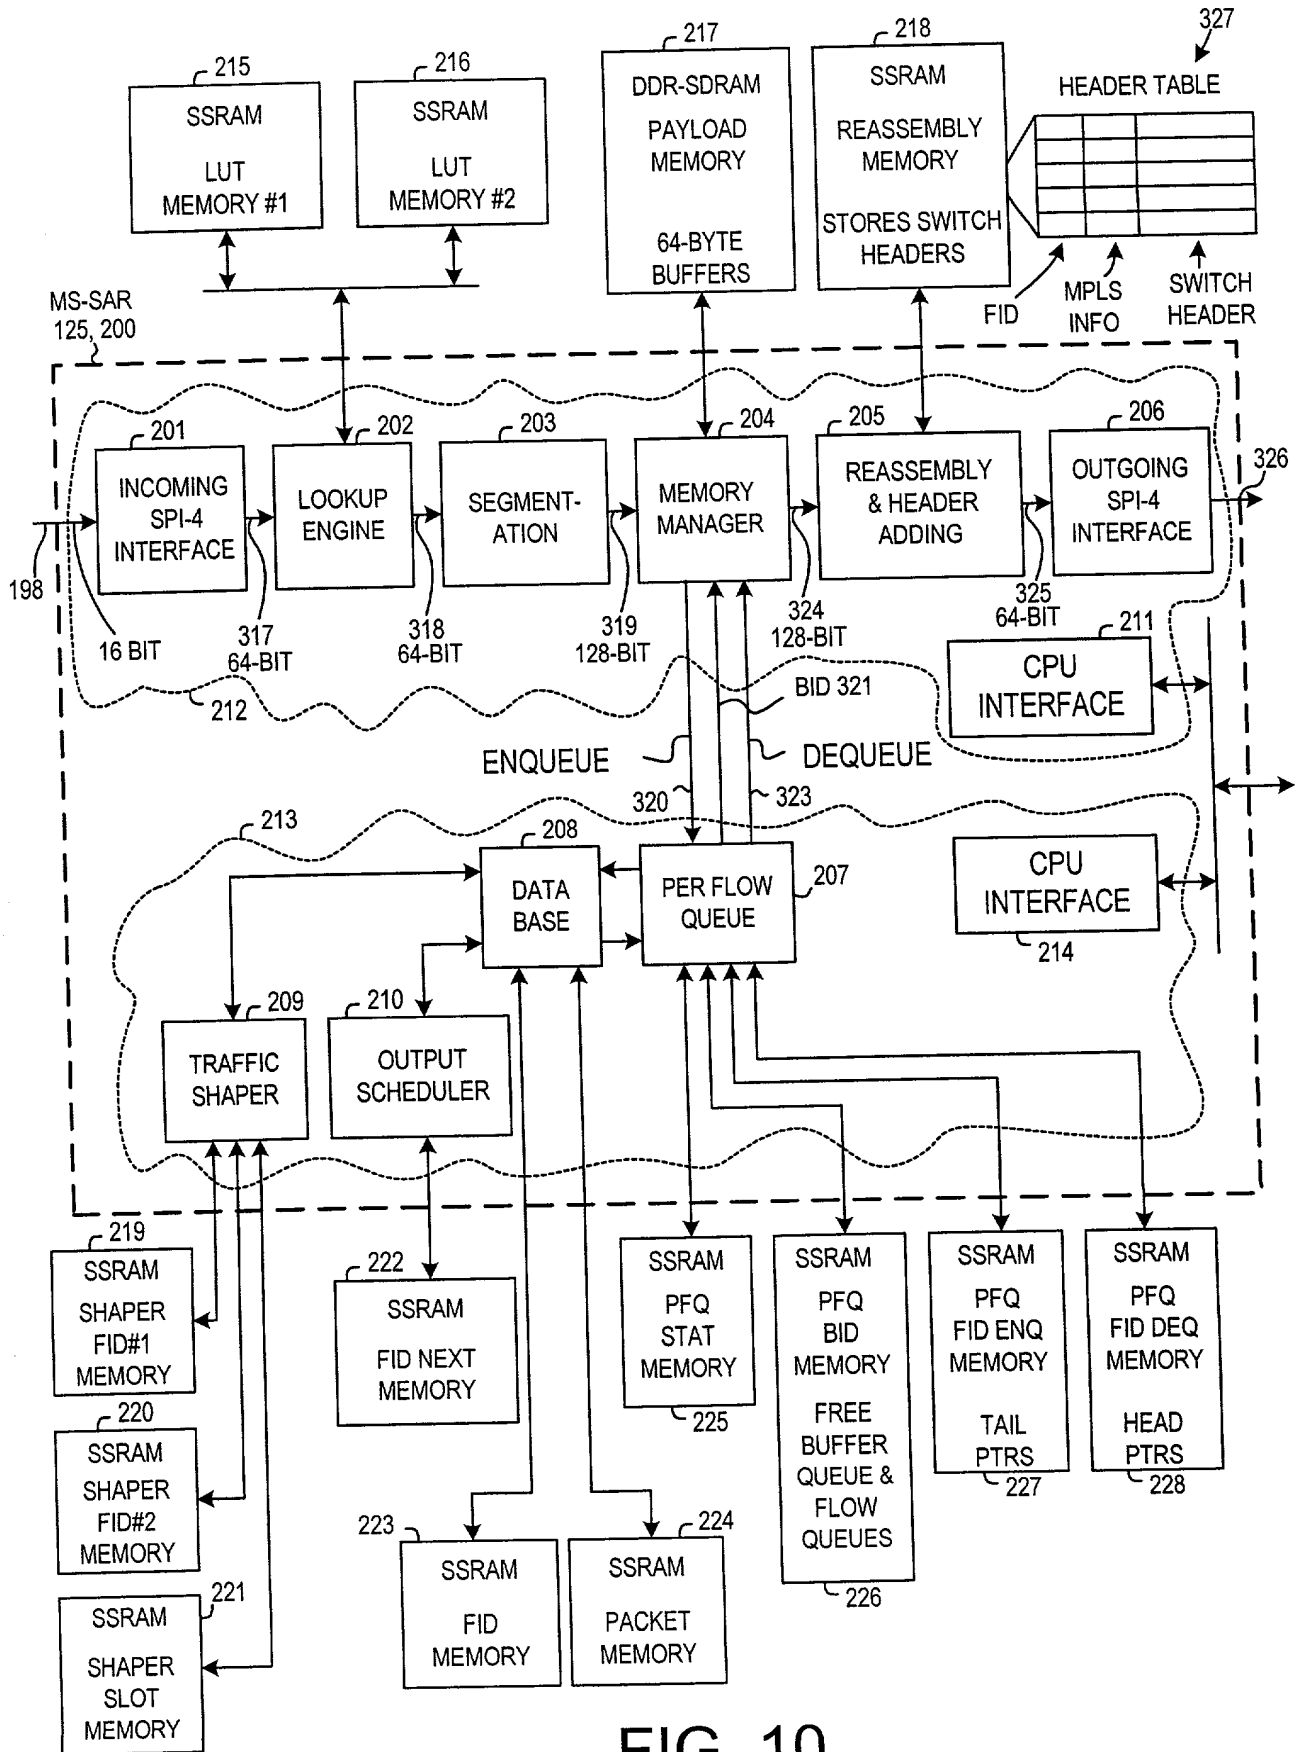 327
217
218
215
216
HEADER TABLE
SSRAM
LUT
MEMORY #1
SSRAM
LUT
MEMORY #2
DDR-SDRAM
PAYLOAD
MEMORY
64-BYTE
BUFFERS
SSRAM
REASSEMBLY
MEMORY
STORES SWITCH
HEADERS
FID
MPLS
INFO
SWITCH
HEADER
MS-SAR
125, 200
201
202
203
204
205
206
INCOMING
SPI-4
INTERFACE
LOOKUP
ENGINE
SEGMENT-
ATION
MEMORY
MANAGER
REASSEMBLY
& HEADER
ADDING
OUTGOING
SPI-4
INTERFACE
326
198
16 BIT
317
64-BIT
318
64-BIT
319
128-BIT
324
128-BIT
325
64-BIT
211
CPU
INTERFACE
212
BID 321
ENQUEUE
DEQUEUE
320
323
213
208
DATA
BASE
PER FLOW
QUEUE
207
CPU
INTERFACE
214
209
TRAFFIC
SHAPER
210
OUTPUT
SCHEDULER
219
SSRAM
SHAPER
FID#1
MEMORY
222
SSRAM
FID NEXT
MEMORY
SSRAM
PFQ
STAT
MEMORY
225
SSRAM
PFQ
BID
MEMORY
FREE
BUFFER
QUEUE &
FLOW
QUEUES
226
SSRAM
PFQ
FID ENQ
MEMORY
TAIL
PTRS
227
SSRAM
PFQ
FID DEQ
MEMORY
HEAD
PTRS
228
220
SSRAM
SHAPER
FID#2
MEMORY
223
SSRAM
FID
MEMORY
224
SSRAM
PACKET
MEMORY
221
SSRAM
SHAPER
SLOT
MEMORY
FIG. 10